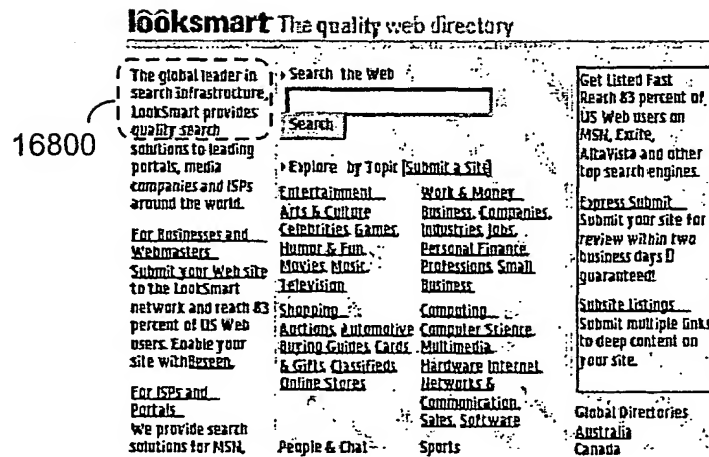 looksmart The quality web directory
16800
The global leader in
search infrastructure,
LookSmart provides
quality search
solutions to leading
portals, media
companies and ISPs
around the world.
For Businesses and
Webmasters
Submit your Web site
to the LookSmart
network and reach 83
percent of US Web
users. Enable your
site with Beseen.
For ISPs and
Portals
We provide search
solutions for MSN,
Search the Web
Search
Explore by Topic Submit a Site
Entertainment
Arts & Culture
Celebrities, Games,
Humor & Fun,
Movies, Music,
Television
Shopping
Auctions, Automotive
Buying Guides, Cards
& Gifts, Classifieds
Online Stores
People & Chat
Work & Money
Business, Companies,
Industries, Jobs,
Personal Finance,
Professions, Small
Business
Computing
Computer Science,
Multimedia,
Hardware, Internet,
Networks &
Communication,
Sales, Software
Sports
Get Listed Fast
Reach 83 percent of
US Web users on
MSN, Excite,
AltaVista and other
top search engines.
Express Submit
Submit your site for
review within two
business days
guaranteed!
Subsite Listings
Submit multiple links
to deep content on
your site.
Global Directories
Australia
Canada